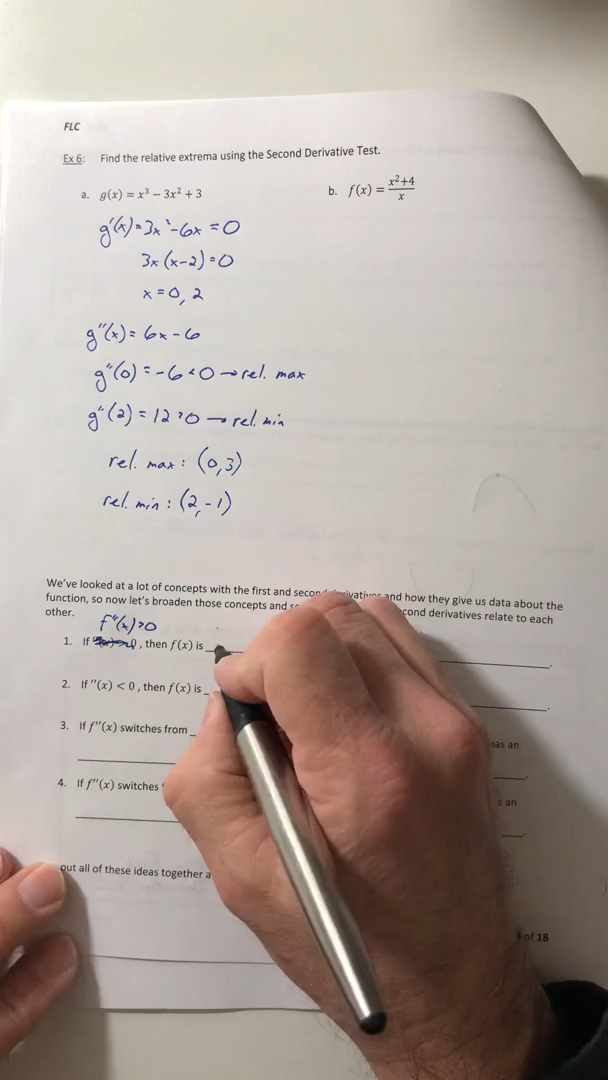 FLC
Ex 6: Find the relative extrema using the Second Derivative Test.
a. g(x) = x³ − 3x² + 3
b. f(x) = (x²+4)/x
g'(x) = 3x² − 6x = 0
3x(x−2) = 0
x = 0, 2
g''(x) = 6x − 6
g''(0) = −6 < 0 → rel. max
g''(2) = 12 > 0 → rel. min
rel. max : (0,3)
rel. min : (2,−1)
We've looked at a lot of concepts with the first and second derivatives and how they give us data about the
function, so now let's broaden those concepts and second derivatives relate to each
other.
f''(x) > 0
1. If , then f(x) is
2. If ''(x) < 0 , then f(x) is
3. If f''(x) switches from has an
4. If f''(x) switches s an
put all of these ideas together a
of 18